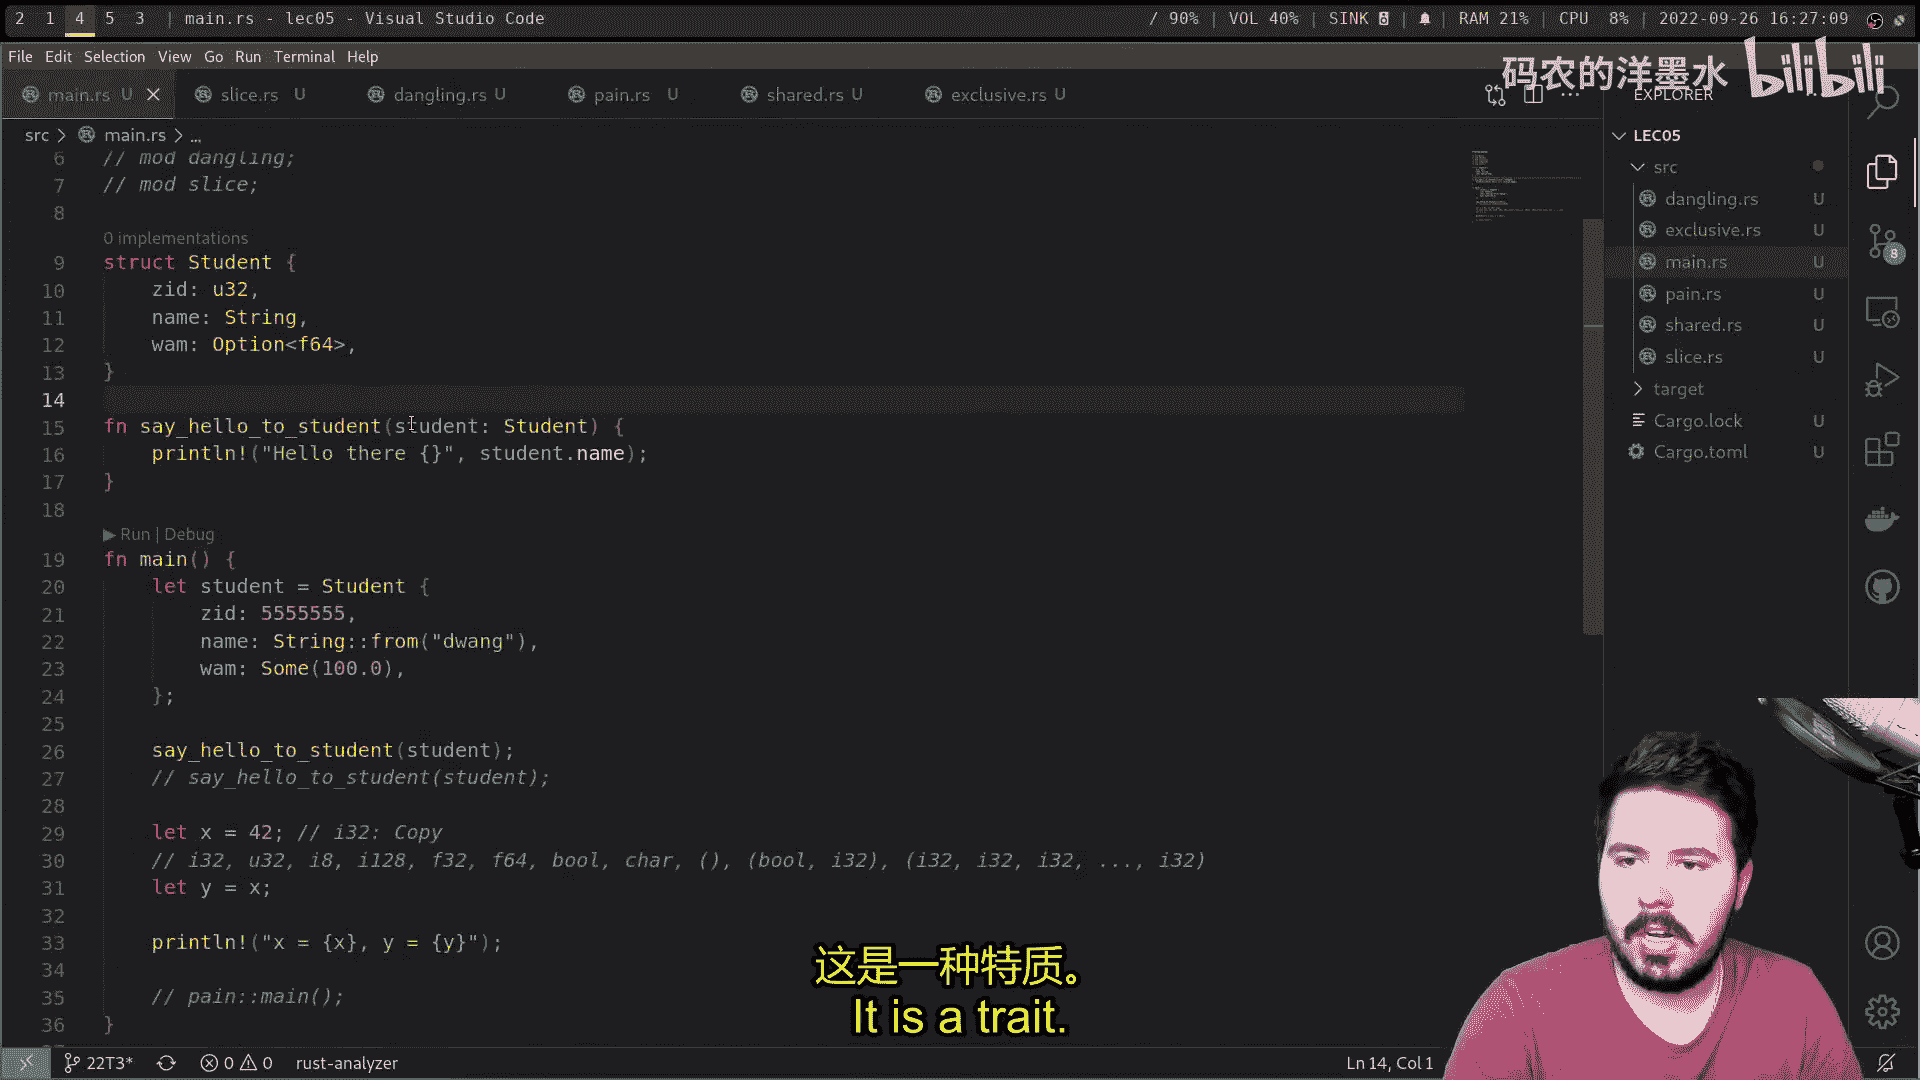 2 1 4 5 3 | main.rs - lec05 - Visual Studio Code
/ 90% | VOL 40% | SINK | | RAM 21% | CPU 8% | 2022-09-26 16:27:09
File Edit Selection View Go Run Terminal Help
码农的洋墨水 bilibili
main.rs U slice.rs U dangling.rs U pain.rs U shared.rs U exclusive.rs U
EXPLORER
src > main.rs > ...
6 // mod dangling;
7 // mod slice;
8
0 implementations
9 struct Student {
10 zid: u32,
11 name: String,
12 wam: Option<f64>,
13 }
14
15 fn say_hello_to_student(student: Student) {
16 println!("Hello there {}", student.name);
17 }
18
▶ Run | Debug
19 fn main() {
20 let student = Student {
21 zid: 5555555,
22 name: String::from("dwang"),
23 wam: Some(100.0),
24 };
25
26 say_hello_to_student(student);
27 // say_hello_to_student(student);
28
29 let x = 42; // i32: Copy
30 // i32, u32, i8, i128, f32, f64, bool, char, (), (bool, i32), (i32, i32, i32, ..., i32)
31 let y = x;
32
33 println!("x = {x}, y = {y}");
34
35 // pain::main();
36 }
LEC05
src
dangling.rs U
exclusive.rs U
main.rs U
pain.rs U
shared.rs U
slice.rs U
target
Cargo.lock U
Cargo.toml U
8
这是一种特质。
It is a trait.
22T3* 0 0 rust-analyzer
Ln 14, Col 1